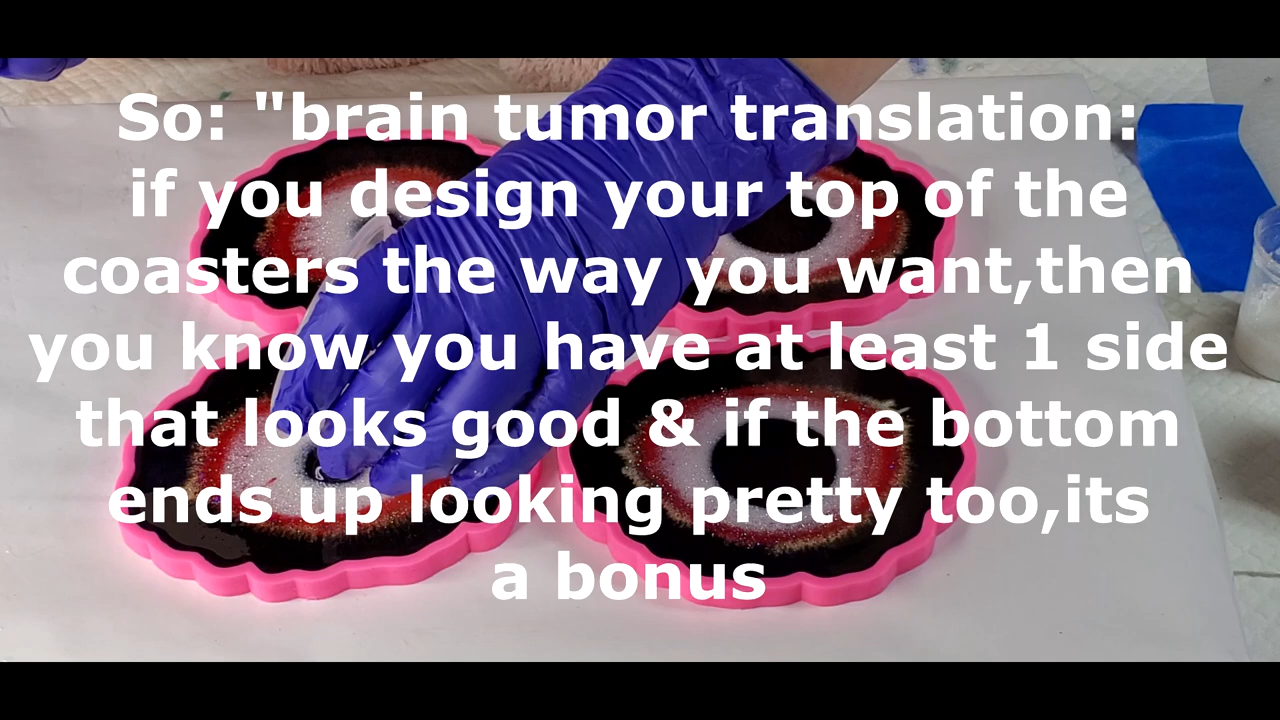 So: "brain tumor translation:
if you design your top of the
coasters the way you want,then
you know you have at least 1 side
that looks good & if the bottom
ends up looking pretty too,its
a bonus